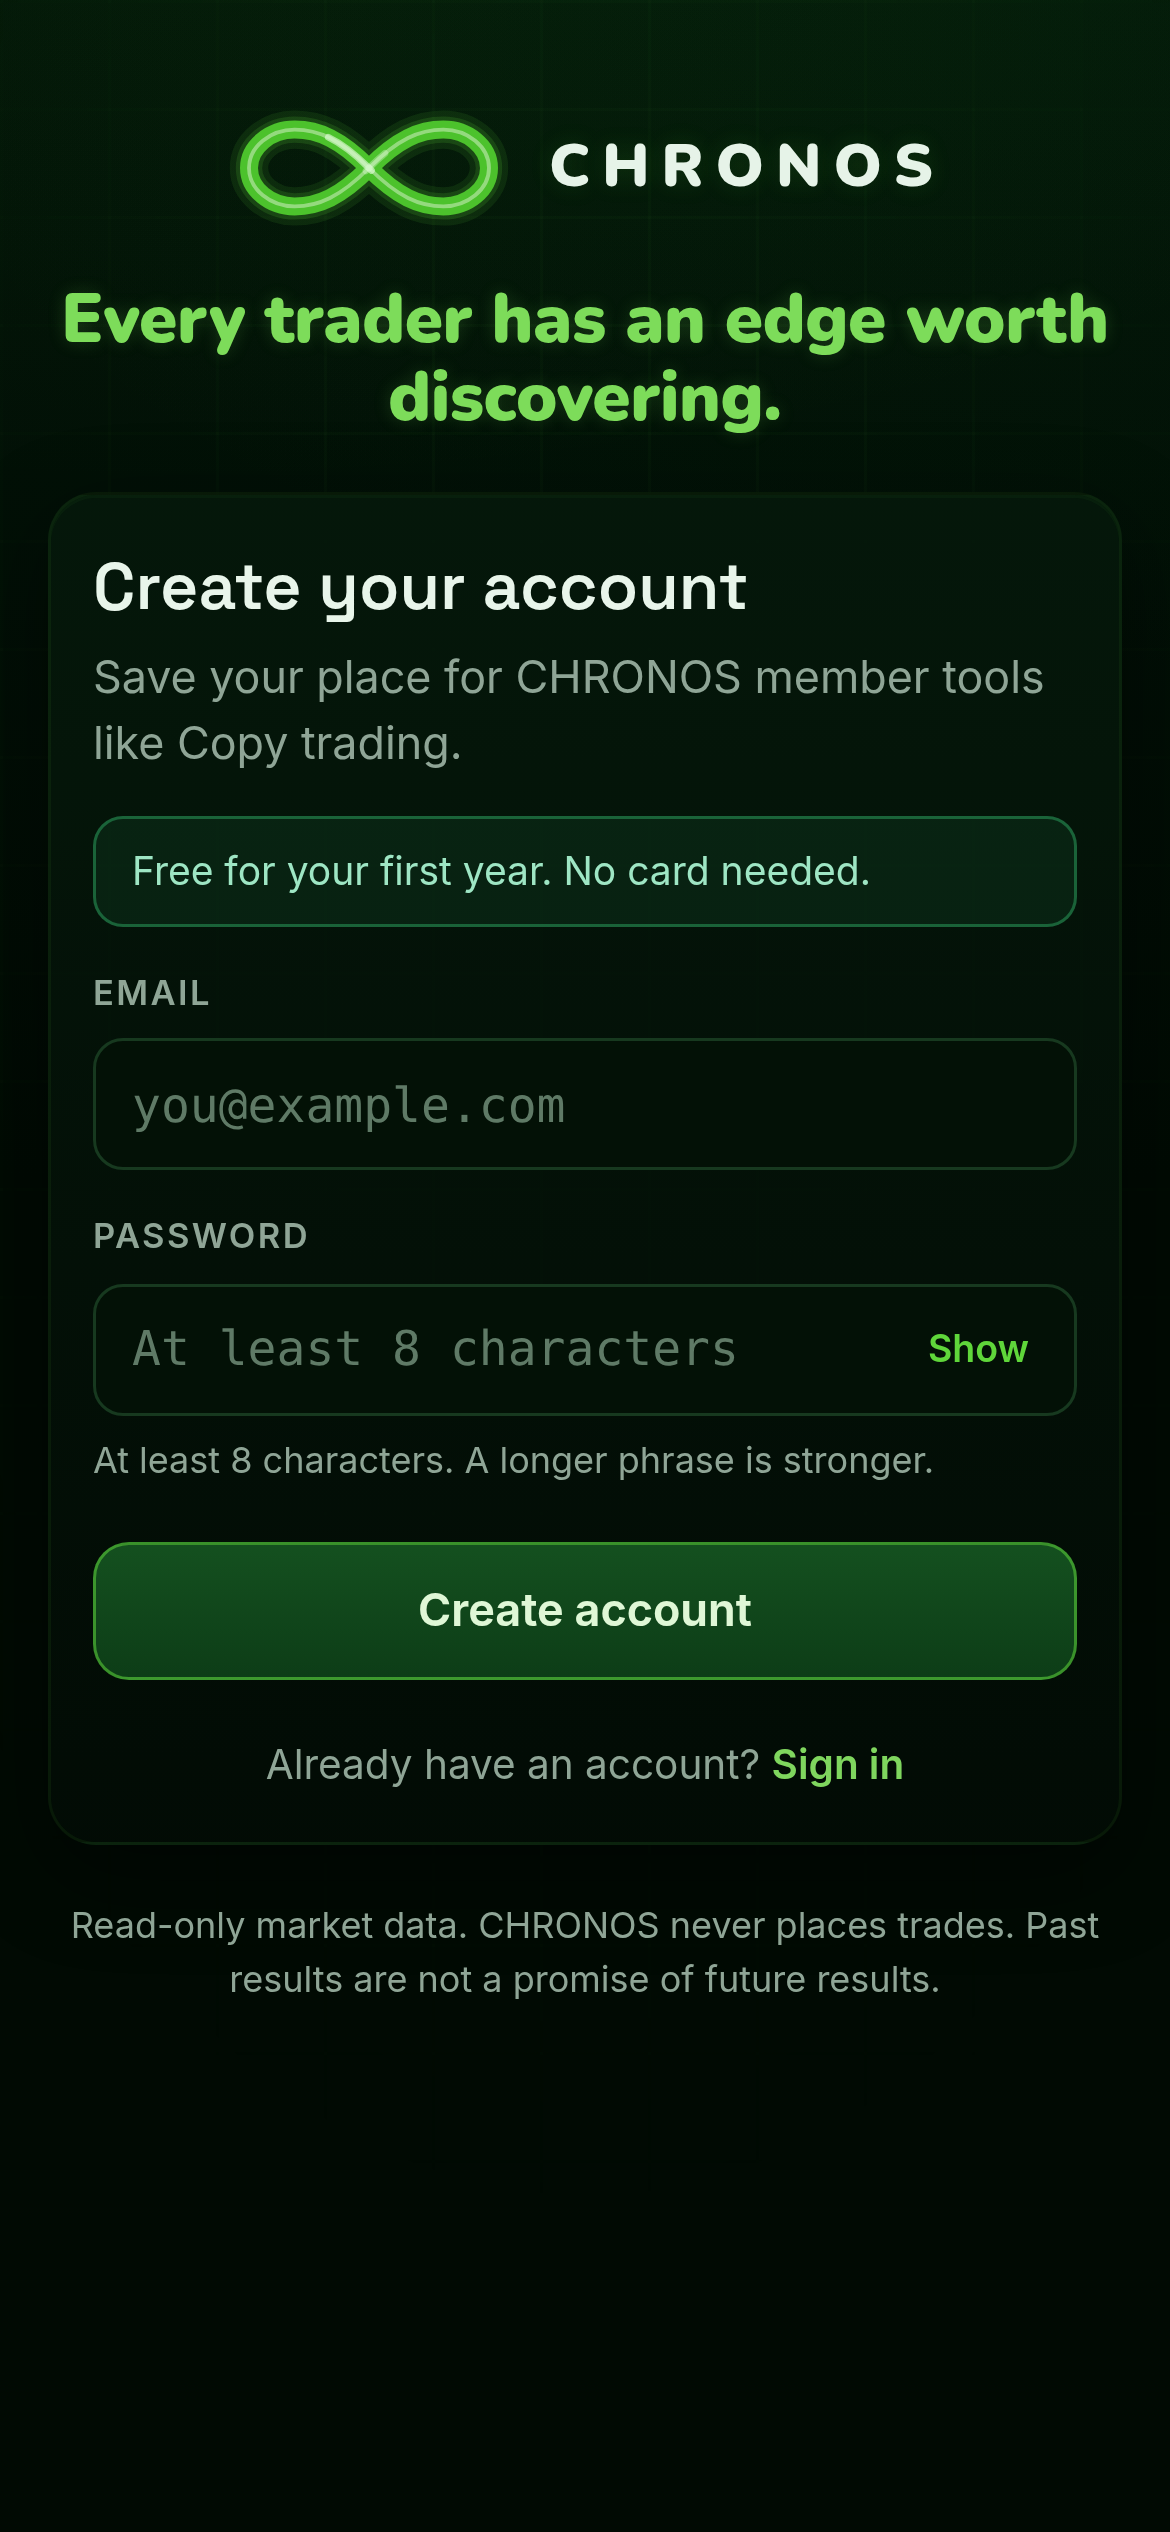 CHRONOS
Every trader has an edge worth
discovering.
Create your account
Save your place for CHRONOS member tools
like Copy trading.
Free for your first year. No card needed.
EMAIL
you@example.com
PASSWORD
At least 8 characters
Show
At least 8 characters. A longer phrase is stronger.
Create account
Already have an account? Sign in
Read-only market data. CHRONOS never places trades. Past
results are not a promise of future results.